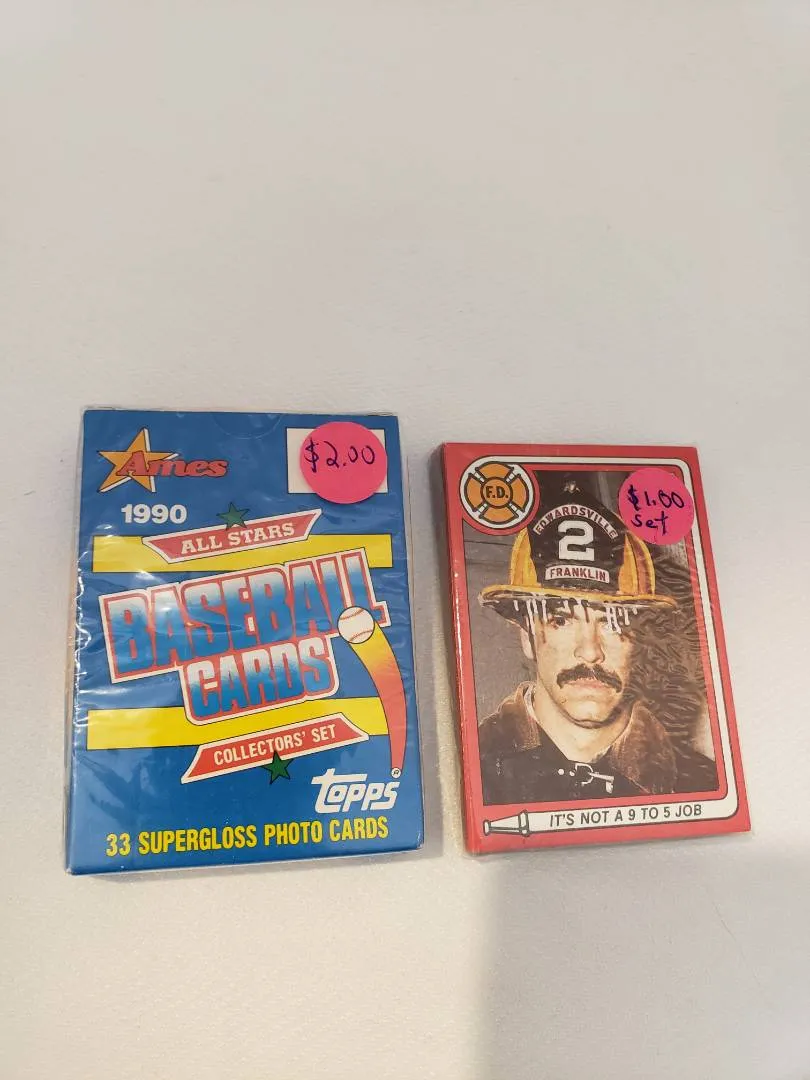 Ames
$2.00
1990
ALL STARS
BASEBALL
CARDS
COLLECTORS' SET
TOPPS®
33 SUPERGLOSS PHOTO CARDS
F.D.
$1.00
set
EDWARDSVILLE
2
FRANKLIN
IT'S NOT A 9 TO 5 JOB